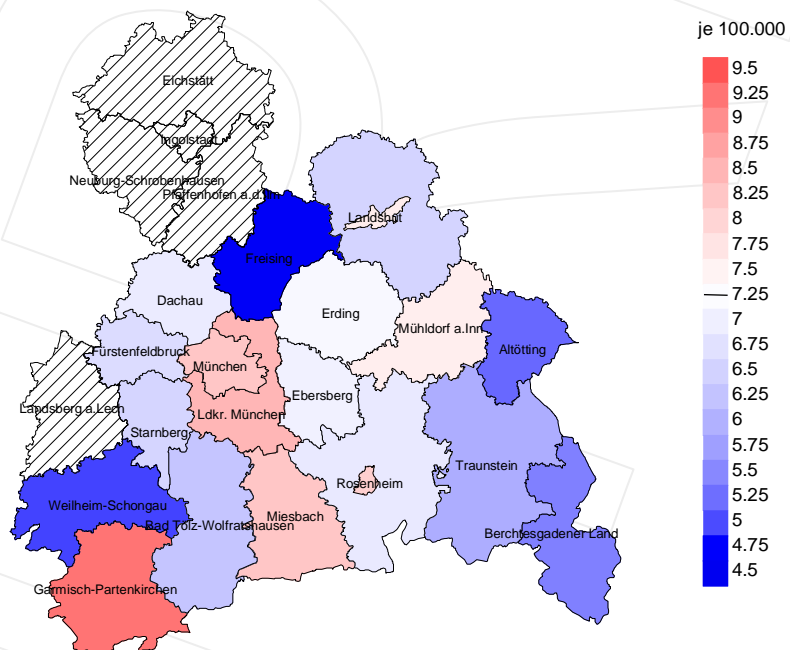 je 100.000
9.5
9.25
9
8.75
8.5
8.25
8
7.75
7.5
7.25
7
6.75
6.5
6.25
6
5.75
5.5
5.25
5
4.75
4.5
Eichstätt
Ingolstadt
Neuburg-Schrobenhausen
Pfaffenhofen a.d.Ilm
Landshut
Freising
Dachau
Erding
Mühldorf a.Inn
Altötting
Fürstenfeldbruck
München
Ebersberg
Landsberg a.Lech
Ldkr. München
Starnberg
Traunstein
Rosenheim
Weilheim-Schongau
Miesbach
Bad Tölz-Wolfratshausen
Berchtesgadener Land
Garmisch-Partenkirchen